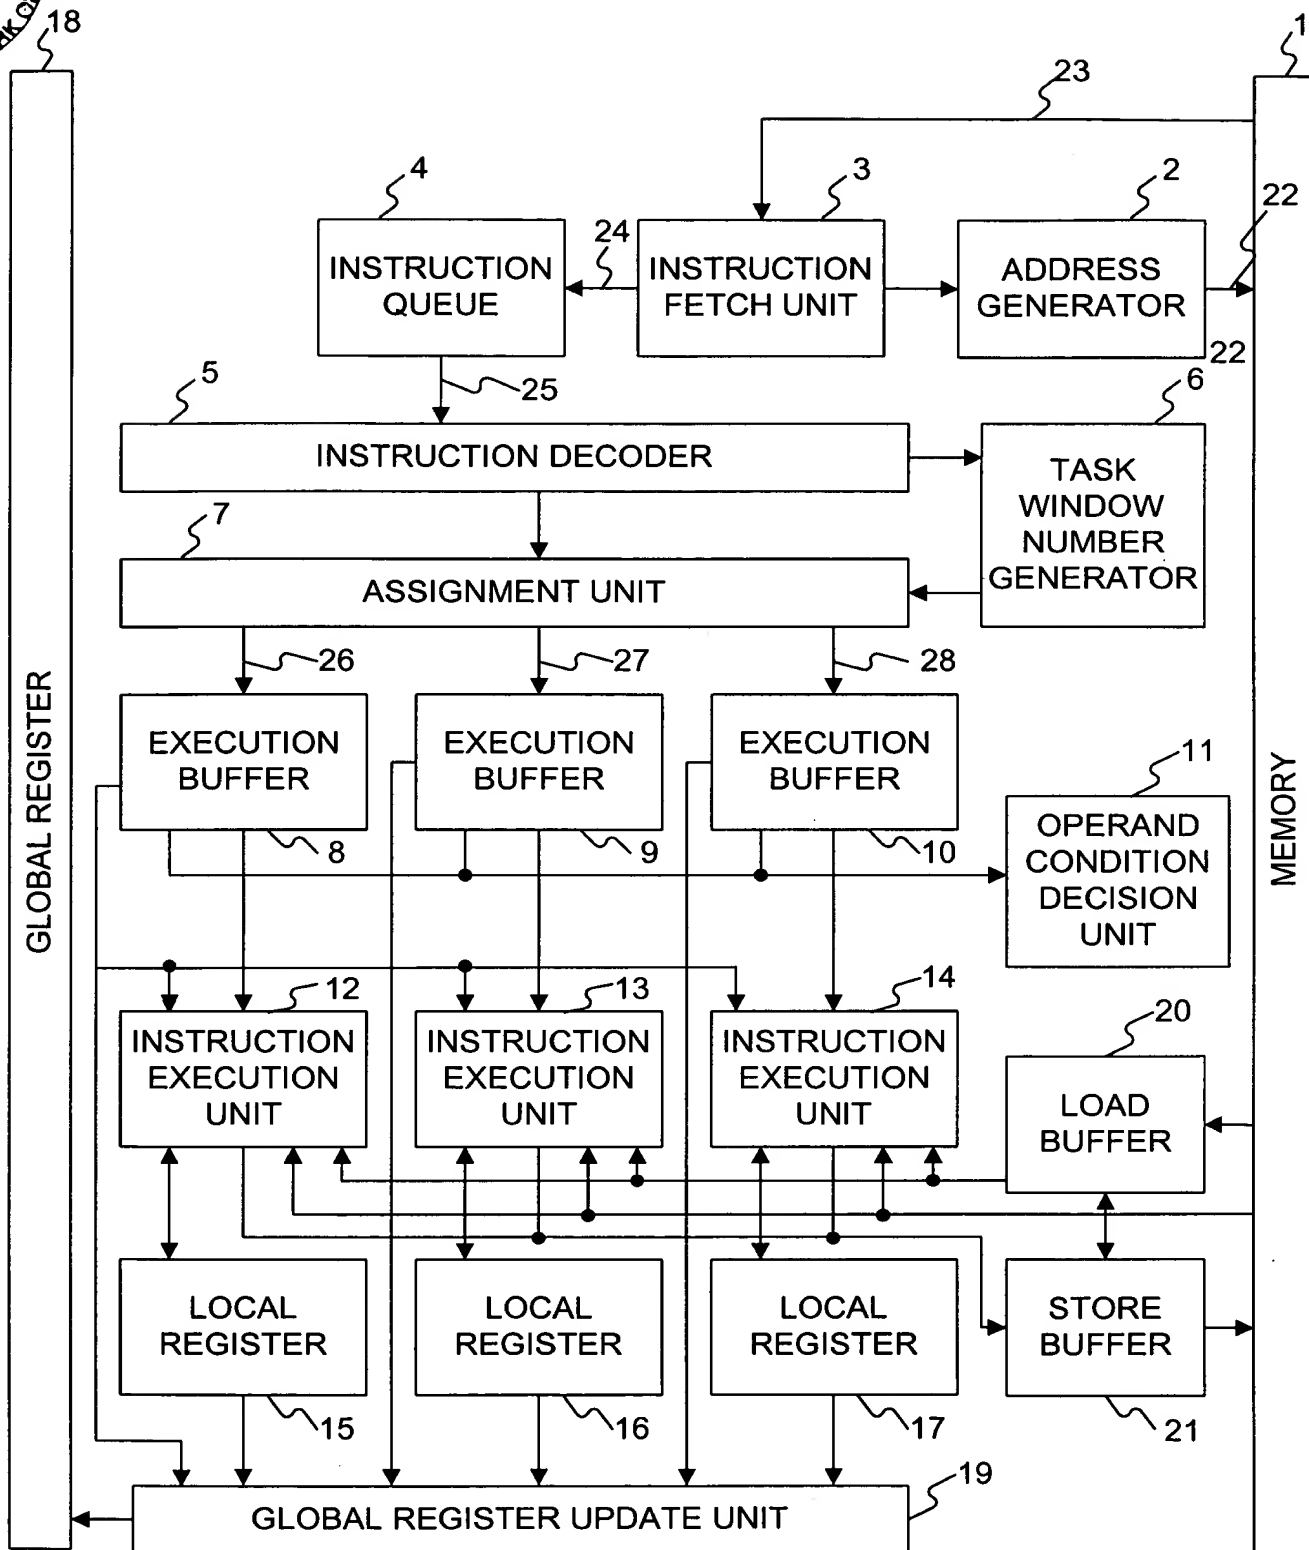 18
1
23
4
3
2
22
24
INSTRUCTION
QUEUE
INSTRUCTION
FETCH UNIT
ADDRESS
GENERATOR
22
5
25
6
INSTRUCTION DECODER
TASK
WINDOW
NUMBER
GENERATOR
7
ASSIGNMENT UNIT
26
27
28
GLOBAL REGISTER
EXECUTION
BUFFER
EXECUTION
BUFFER
EXECUTION
BUFFER
11
MEMORY
8
9
10
OPERAND
CONDITION
DECISION
UNIT
12
13
14
20
INSTRUCTION
EXECUTION
UNIT
INSTRUCTION
EXECUTION
UNIT
INSTRUCTION
EXECUTION
UNIT
LOAD
BUFFER
LOCAL
REGISTER
LOCAL
REGISTER
LOCAL
REGISTER
STORE
BUFFER
15
16
17
21
19
GLOBAL REGISTER UPDATE UNIT